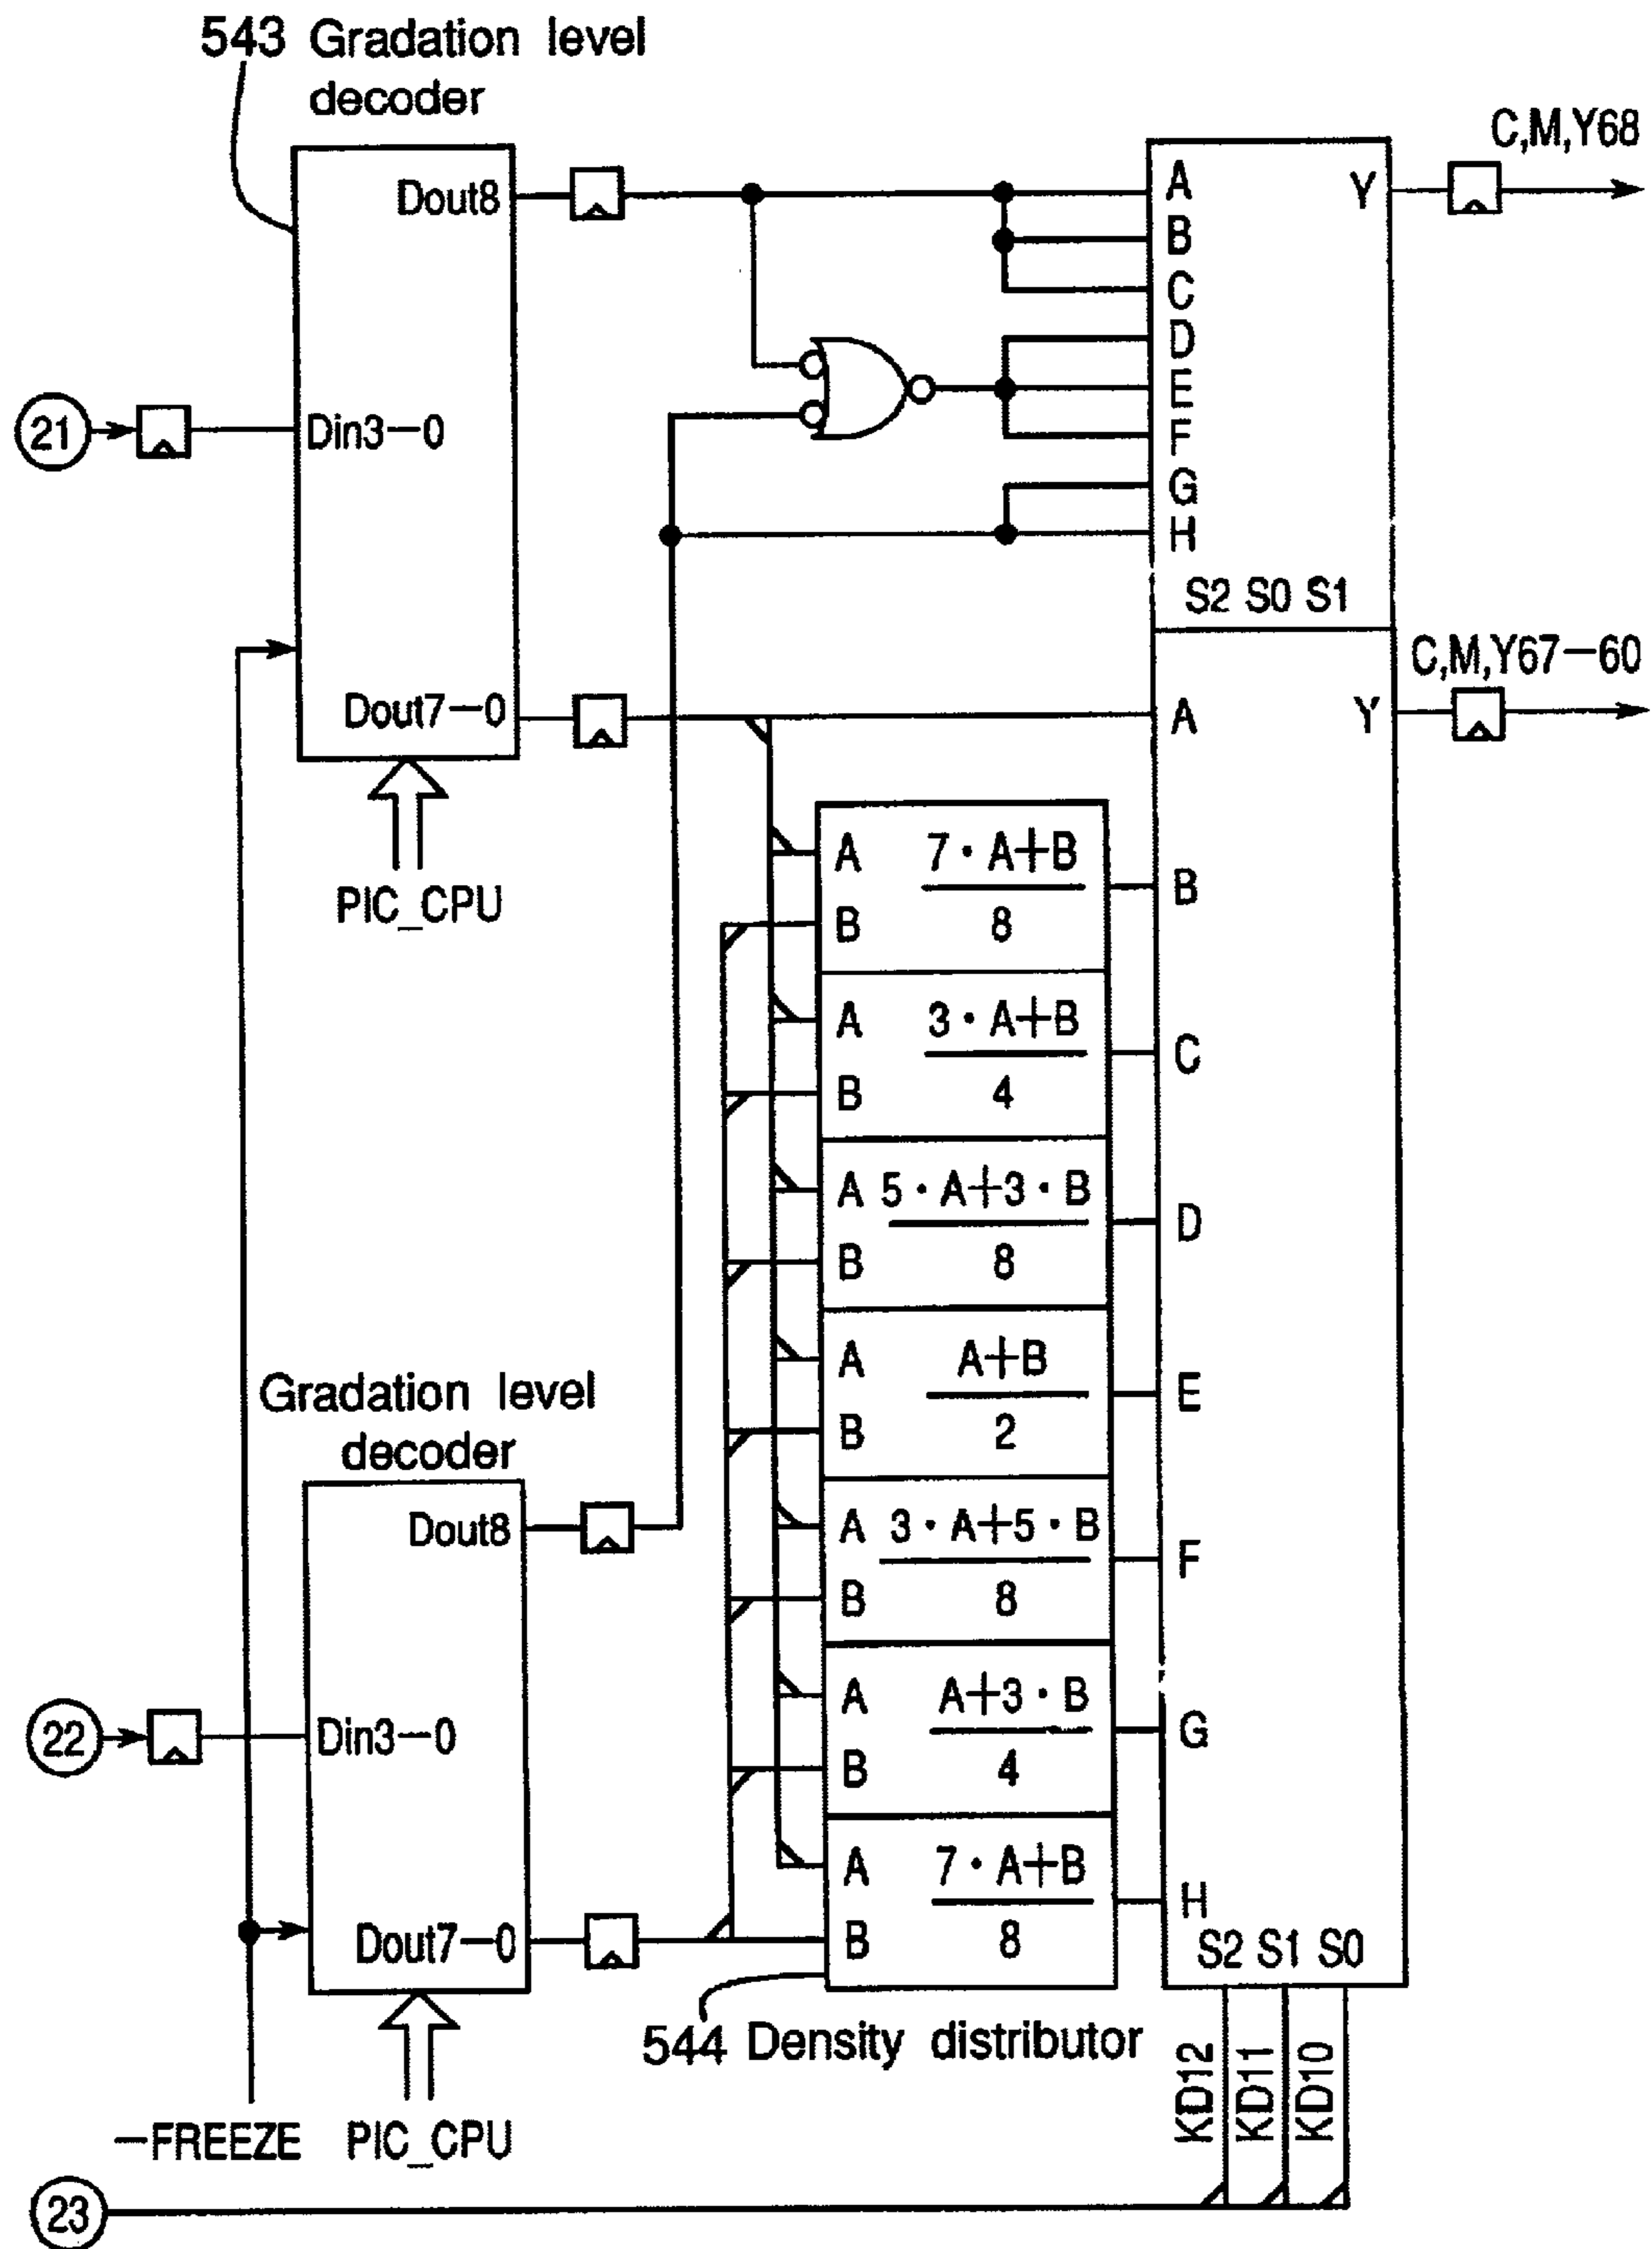 543 Gradation level
decoder
Dout8
Din3-0
Dout7-0
PIC_CPU
21
A
B
C
D
E
F
G
H
Y
S2 S0 S1
C,M,Y68
C,M,Y67-60
A
Y
A 7・A+B
B 8
B
A 3・A+B
B 4
C
A 5・A+3・B
B 8
D
A A+B
B 2
E
A 3・A+5・B
B 8
F
A A+3・B
B 4
G
A 7・A+B
B 8
H
S2 S1 S0
Gradation level
decoder
Dout8
22
Din3-0
Dout7-0
544 Density distributor
KD12
KD11
KD10
-FREEZE
PIC_CPU
23